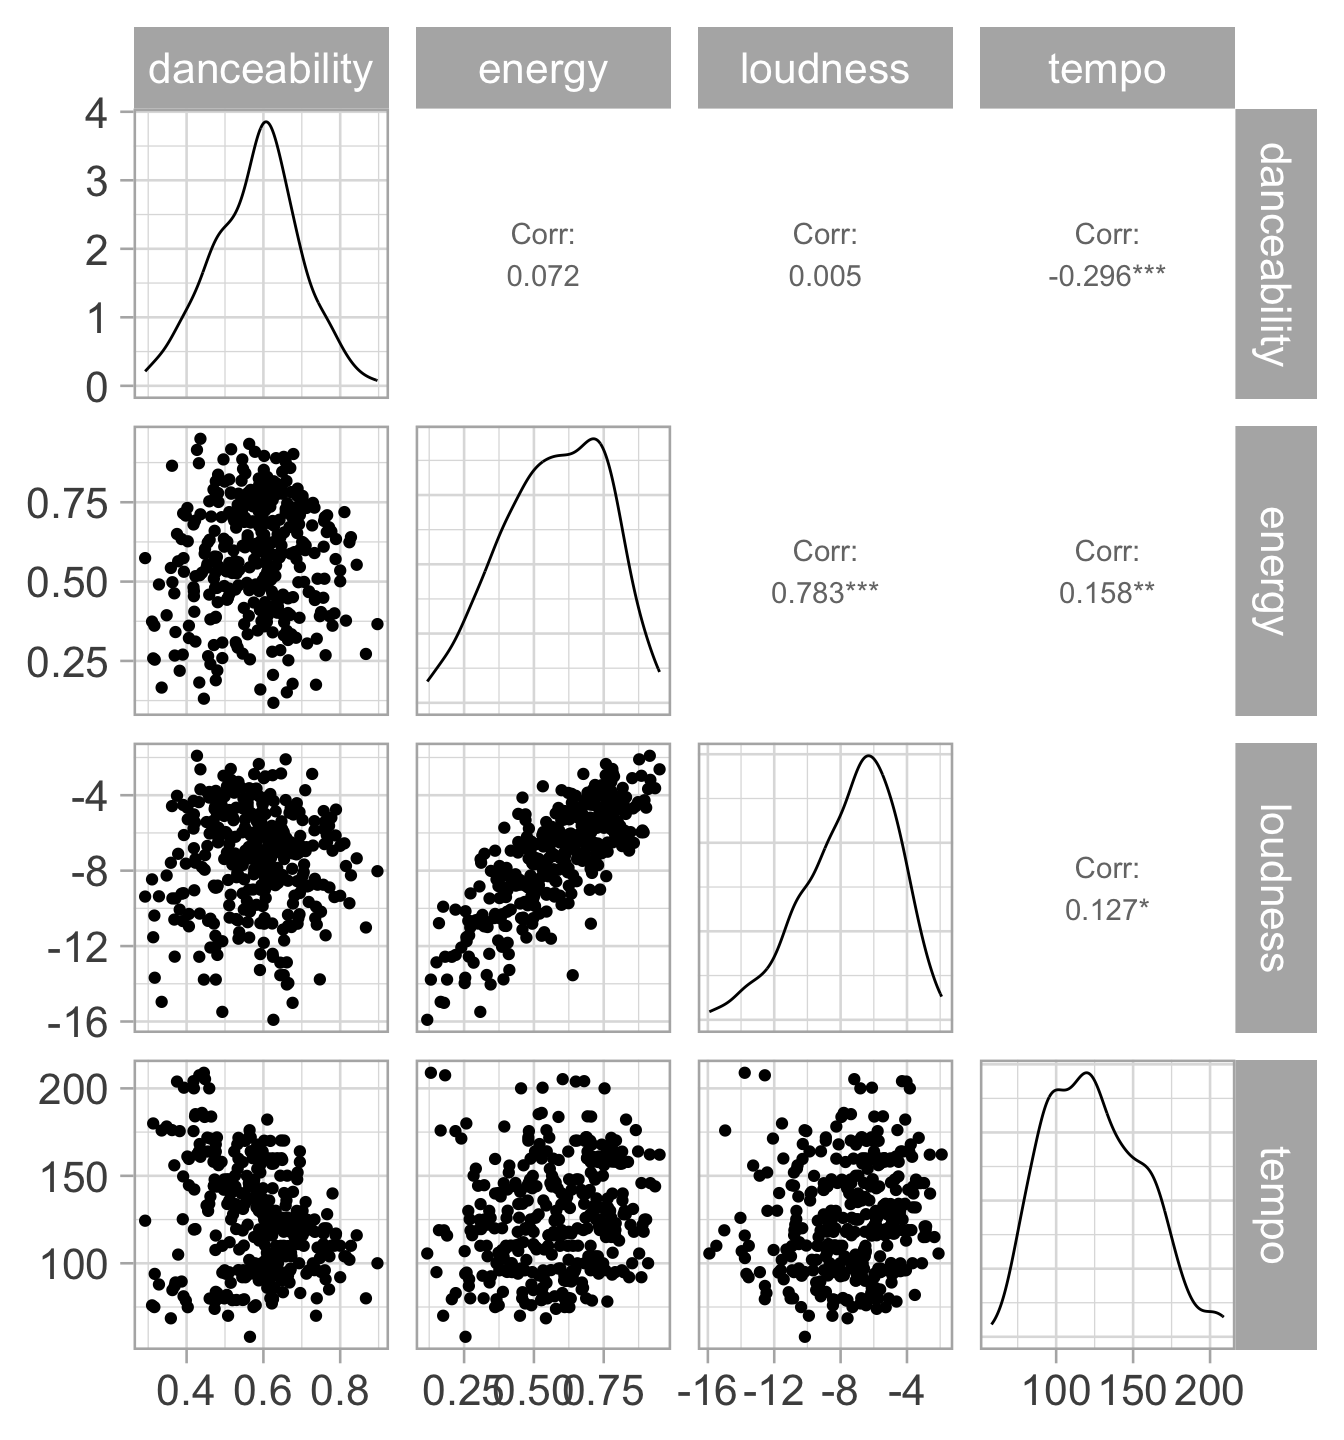 danceability energy loudness tempo
4
3
2
1
0
Corr:
0.072
Corr:
0.005
Corr:
-0.296***
danceability
0.75
0.50
0.25
Corr:
0.783***
Corr:
0.158**
energy
-4
-8
-12
-16
Corr:
0.127*
loudness
200
150
100
tempo
0.4 0.6 0.8 0.25 0.50 0.75 -16 -12 -8 -4 100 150 200